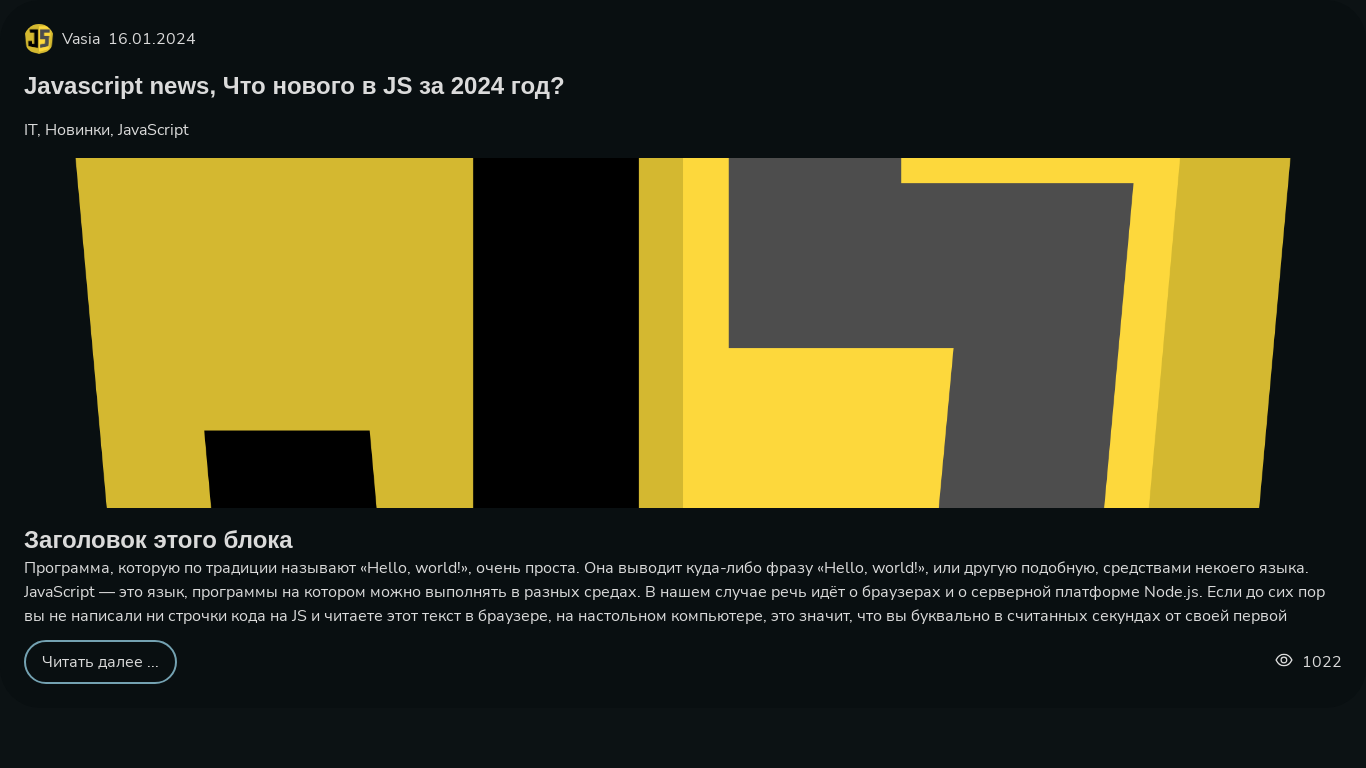 JS
Vasia 16.01.2024
Javascript news, Что нового в JS за 2024 год?
IT, Новинки, JavaScript
Заголовок этого блока
Программа, которую по традиции называют «Hello, world!», очень проста. Она выводит куда-либо фразу «Hello, world!», или другую подобную, средствами некоего языка.
JavaScript — это язык, программы на котором можно выполнять в разных средах. В нашем случае речь идёт о браузерах и о серверной платформе Node.js. Если до сих пор
вы не написали ни строчки кода на JS и читаете этот текст в браузере, на настольном компьютере, это значит, что вы буквально в считанных секундах от своей первой
Читать далее ...
1022